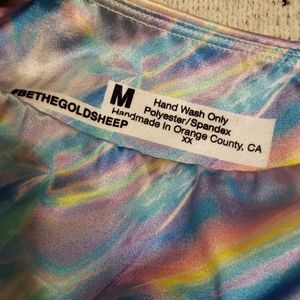 #BETHEGOLDSHEEP
M
Hand Wash Only
Polyester/Spandex
Handmade In Orange County, CA
xx